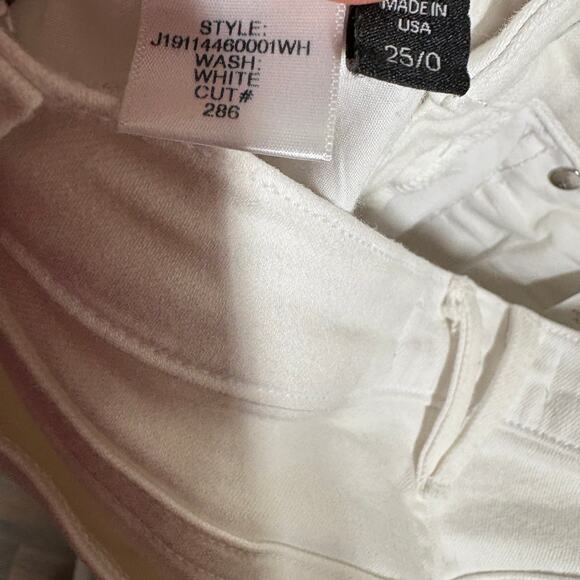 STYLE:
J19114460001WH
WASH:
WHITE
CUT#
286
MADE IN
USA
25/0